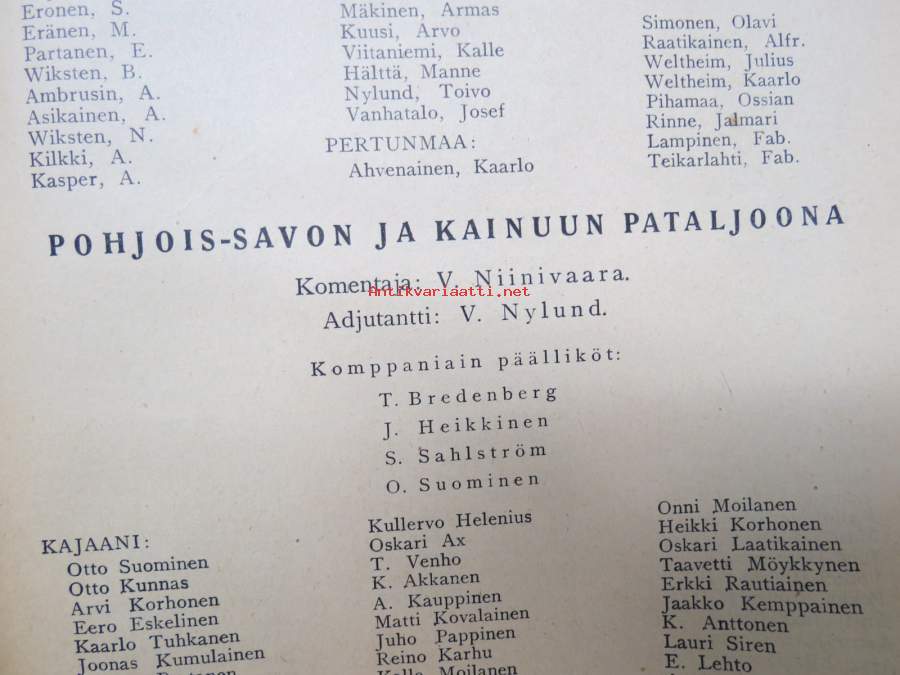 Eronen, S.
Eränen, M.
Partanen, E.
Wiksten, B.
Ambrusin, A.
Asikainen, A.
Wiksten, N.
Kilkki, A.
Kasper, A.
Mäkinen, Armas
Kuusi, Arvo
Viitaniemi, Kalle
Hälttä, Manne
Nylund, Toivo
Vanhatalo, Josef
PERTUNMAA:
Ahvenainen, Kaarlo
Simonen, Olavi
Raatikainen, Alfr.
Weltheim, Julius
Weltheim, Kaarlo
Pihamaa, Ossian
Rinne, Jalmari
Lampinen, Fab.
Teikarlahti, Fab.
POHJOIS-SAVON JA KAINUUN PATALJOONA
Komentaja: V. Niinivaara.
Antikvariaatti.net
Adjutantti: V. Nylund.
Komppaniain päälliköt:
T. Bredenberg
J. Heikkinen
S. Sahlström
O. Suominen
KAJAANI:
Otto Suominen
Otto Kunnas
Arvi Korhonen
Eero Eskelinen
Kaarlo Tuhkanen
Joonas Kumulainen
Kullervo Helenius
Oskari Ax
T. Venho
K. Akkanen
A. Kauppinen
Matti Kovalainen
Juho Pappinen
Reino Karhu
Kalle Moilanen
Onni Moilanen
Heikki Korhonen
Oskari Laatikainen
Taavetti Möykkynen
Erkki Rautiainen
Jaakko Kemppainen
K. Anttonen
Lauri Siren
E. Lehto